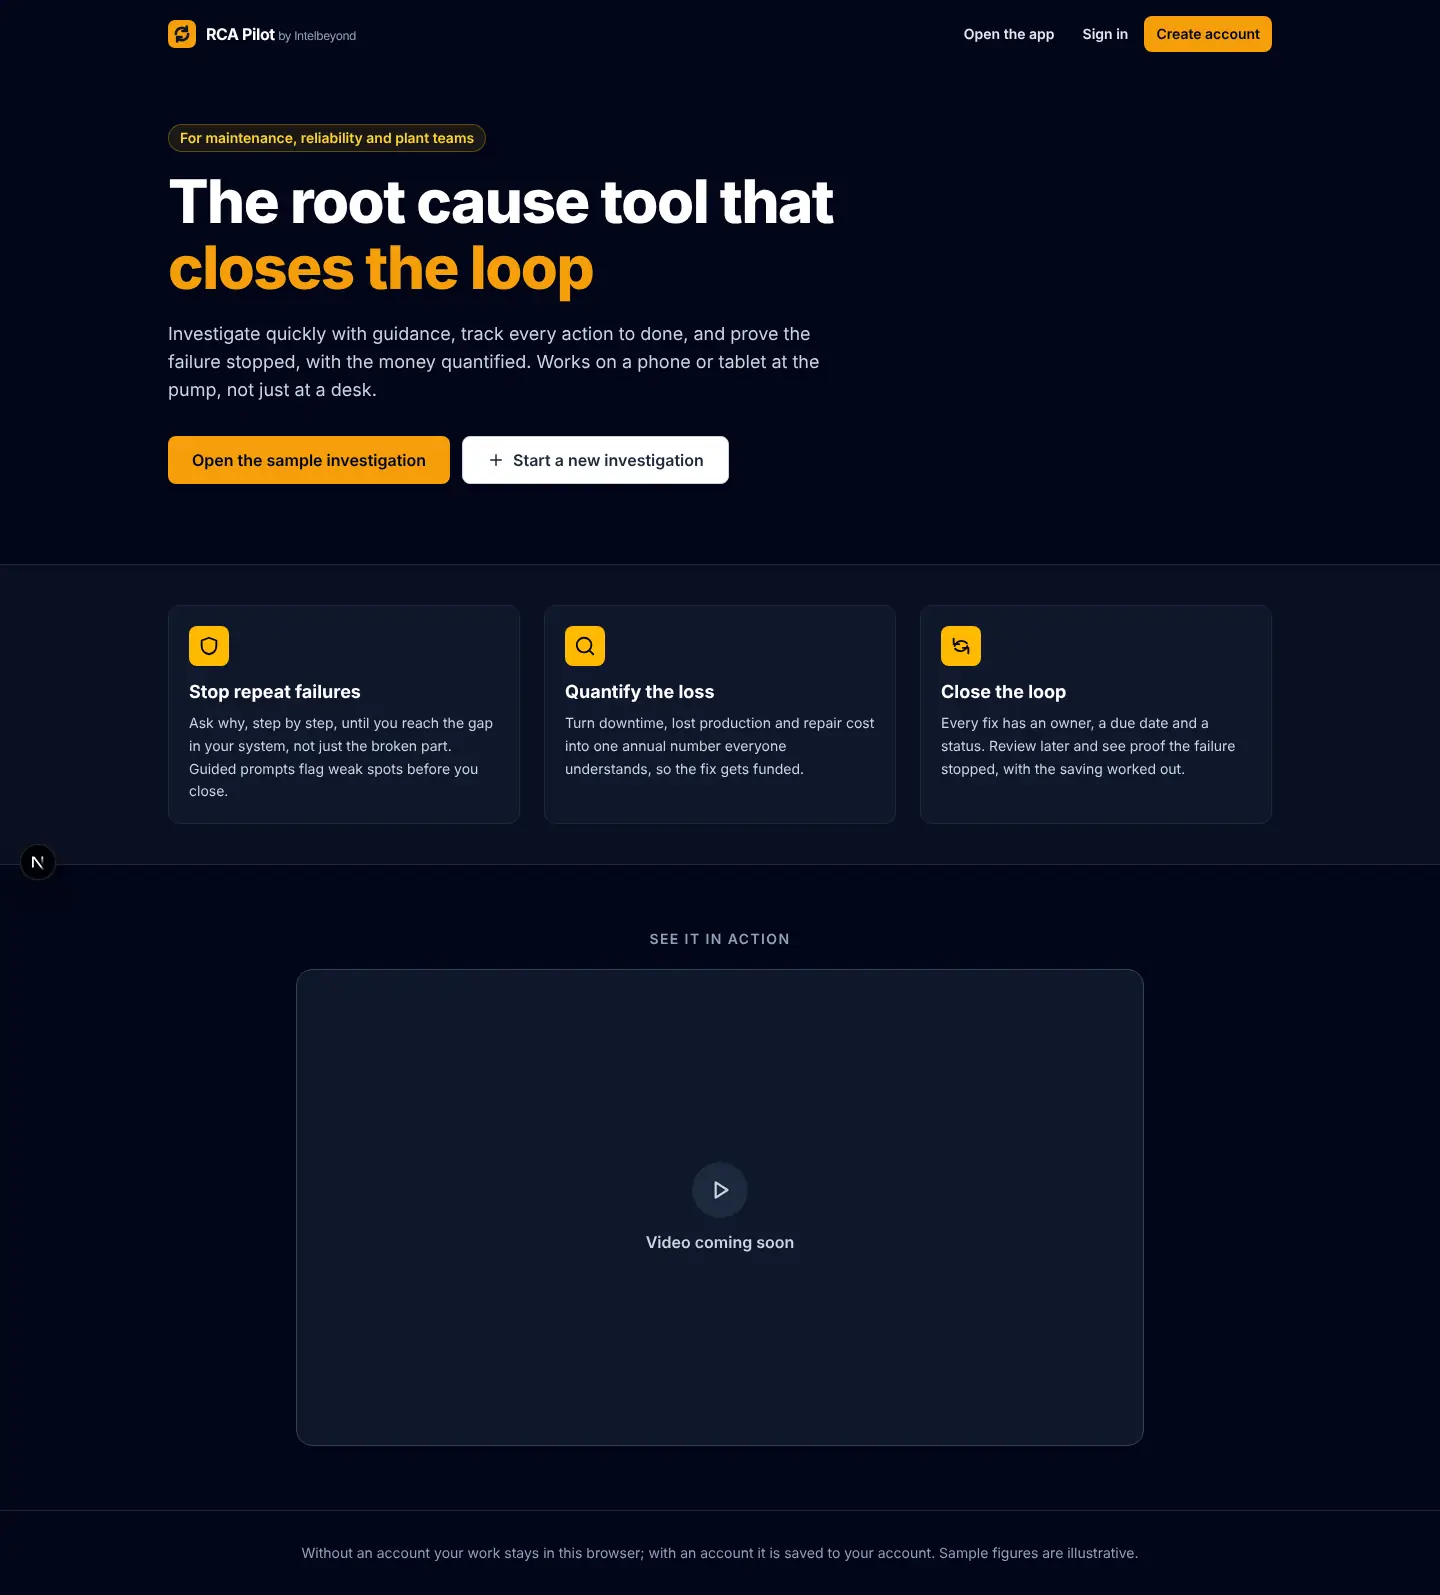 RCA Pilot by Intelbeyond
Open the app
Sign in
Create account
For maintenance, reliability and plant teams
The root cause tool that
closes the loop
Investigate quickly with guidance, track every action to done, and prove the
failure stopped, with the money quantified. Works on a phone or tablet at the
pump, not just at a desk.
Open the sample investigation
Start a new investigation
Stop repeat failures
Ask why, step by step, until you reach the gap
in your system, not just the broken part.
Guided prompts flag weak spots before you
close.
Quantify the loss
Turn downtime, lost production and repair cost
into one annual number everyone
understands, so the fix gets funded.
Close the loop
Every fix has an owner, a due date and a
status. Review later and see proof the failure
stopped, with the saving worked out.
N
SEE IT IN ACTION
Video coming soon
Without an account your work stays in this browser; with an account it is saved to your account. Sample figures are illustrative.